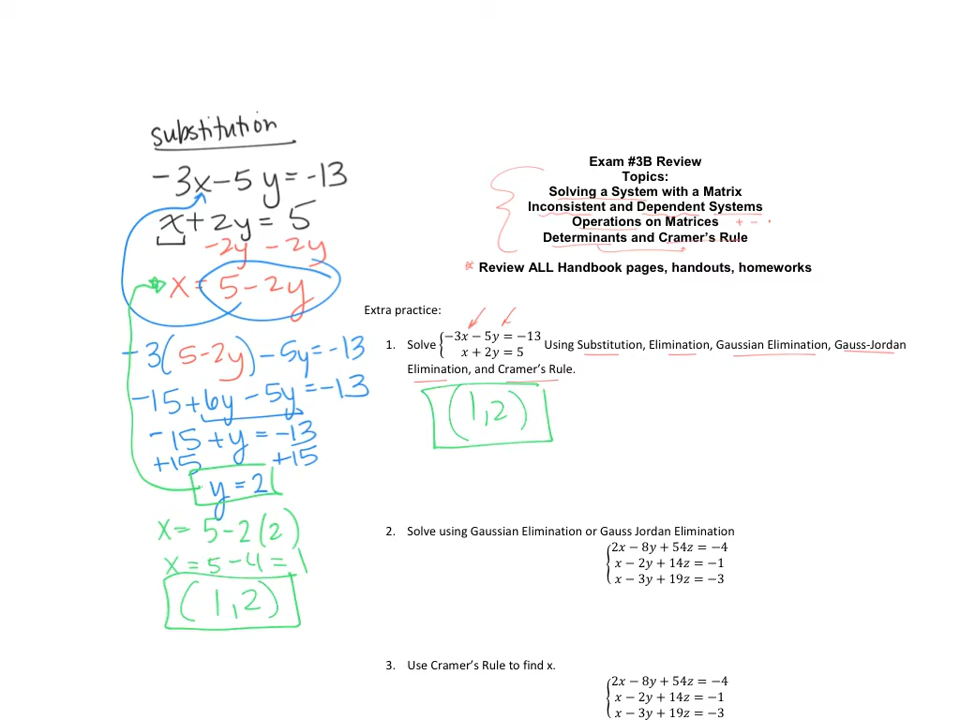 substitution
-3x-5y=-13
x+2y=5
-2y -2y
x=5-2y
-3(5-2y)-5y=-13
-15+6y-5y=-13
-15+y=-13
+15 +15
y=2
x=5-2(2)
x=5-4=1
(1,2)
Exam #3B Review
Topics:
Solving a System with a Matrix
Inconsistent and Dependent Systems
Operations on Matrices + - ·
Determinants and Cramer's Rule
* Review ALL Handbook pages, handouts, homeworks
Extra practice:
1. Solve {−3x − 5y = −13
x + 2y = 5 Using Substitution, Elimination, Gaussian Elimination, Gauss-Jordan
Elimination, and Cramer's Rule.
(1,2)
2. Solve using Gaussian Elimination or Gauss Jordan Elimination
{2x − 8y + 54z = −4
x − 2y + 14z = −1
x − 3y + 19z = −3
3. Use Cramer's Rule to find x.
{2x − 8y + 54z = −4
x − 2y + 14z = −1
x − 3y + 19z = −3